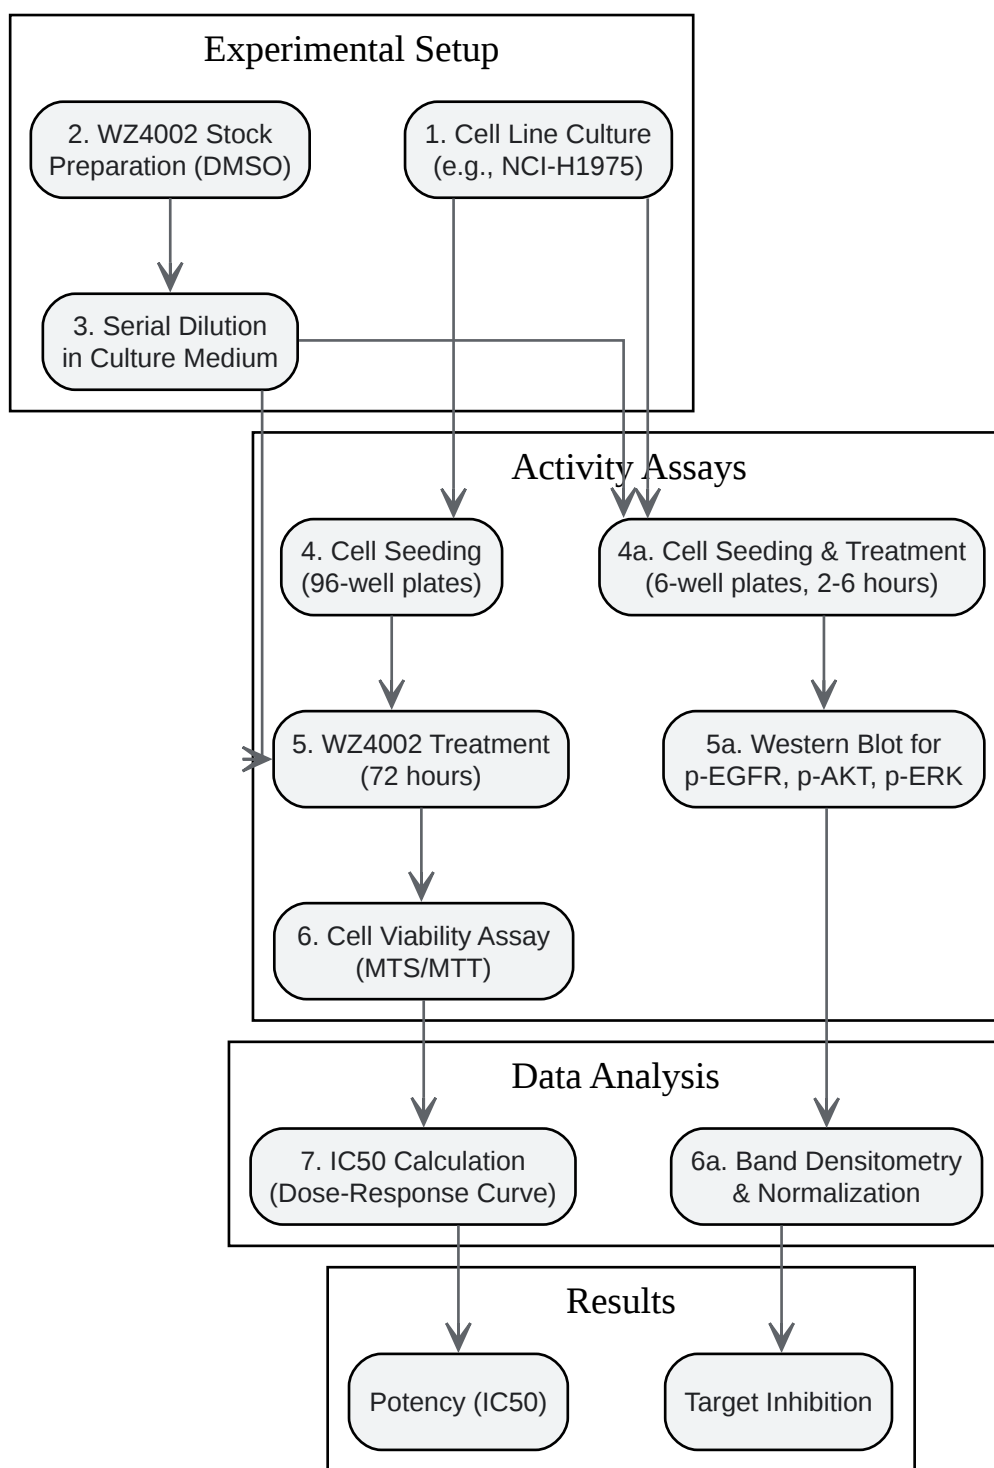 Experimental Setup
2. WZ4002 Stock
Preparation (DMSO)
1. Cell Line Culture
(e.g., NCI-H1975)
3. Serial Dilution
in Culture Medium
Activity Assays
4. Cell Seeding
(96-well plates)
4a. Cell Seeding & Treatment
(6-well plates, 2-6 hours)
5. WZ4002 Treatment
(72 hours)
5a. Western Blot for
p-EGFR, p-AKT, p-ERK
6. Cell Viability Assay
(MTS/MTT)
Data Analysis
7. IC50 Calculation
(Dose-Response Curve)
6a. Band Densitometry
& Normalization
Results
Potency (IC50)
Target Inhibition